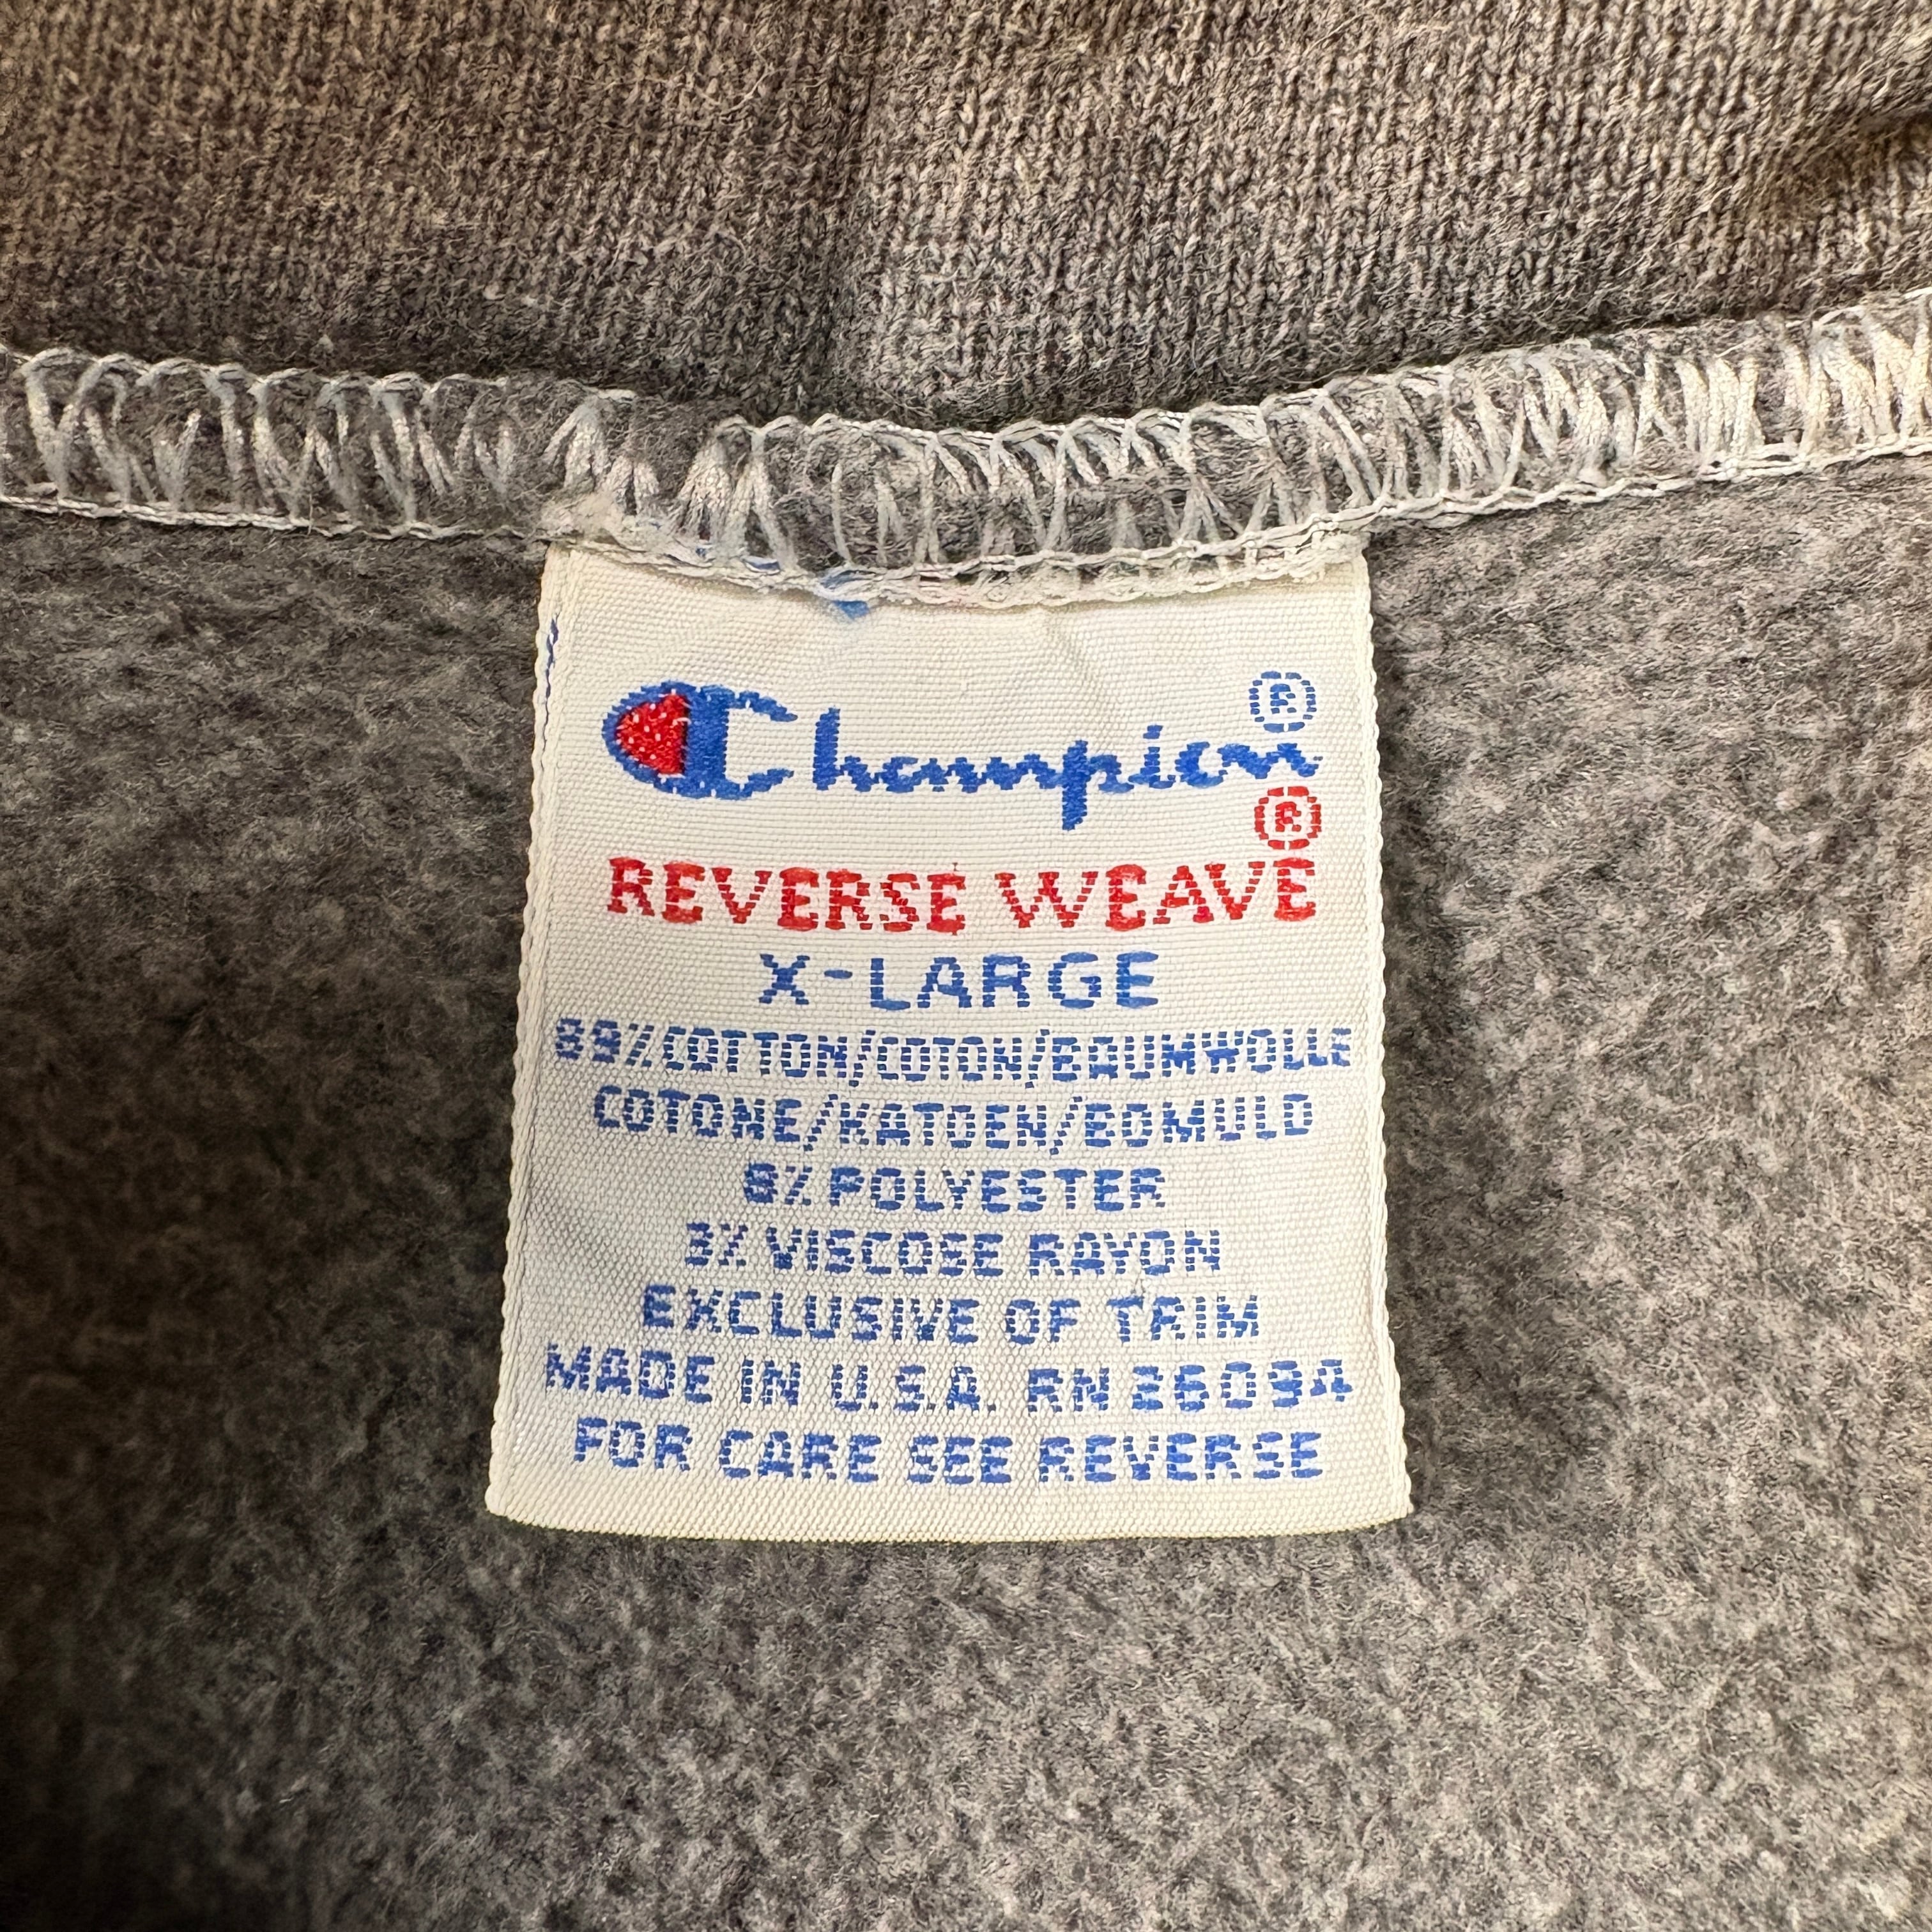 Champion®
®
REVERSE WEAVE
X-LARGE
89% COTTON/COTON/BAUMWOLLE
COTONE/KATOEN/BOMULD
8% POLYESTER
3% VISCOSE RAYON
EXCLUSIVE OF TRIM
MADE IN U.S.A. RN 26094
FOR CARE SEE REVERSE